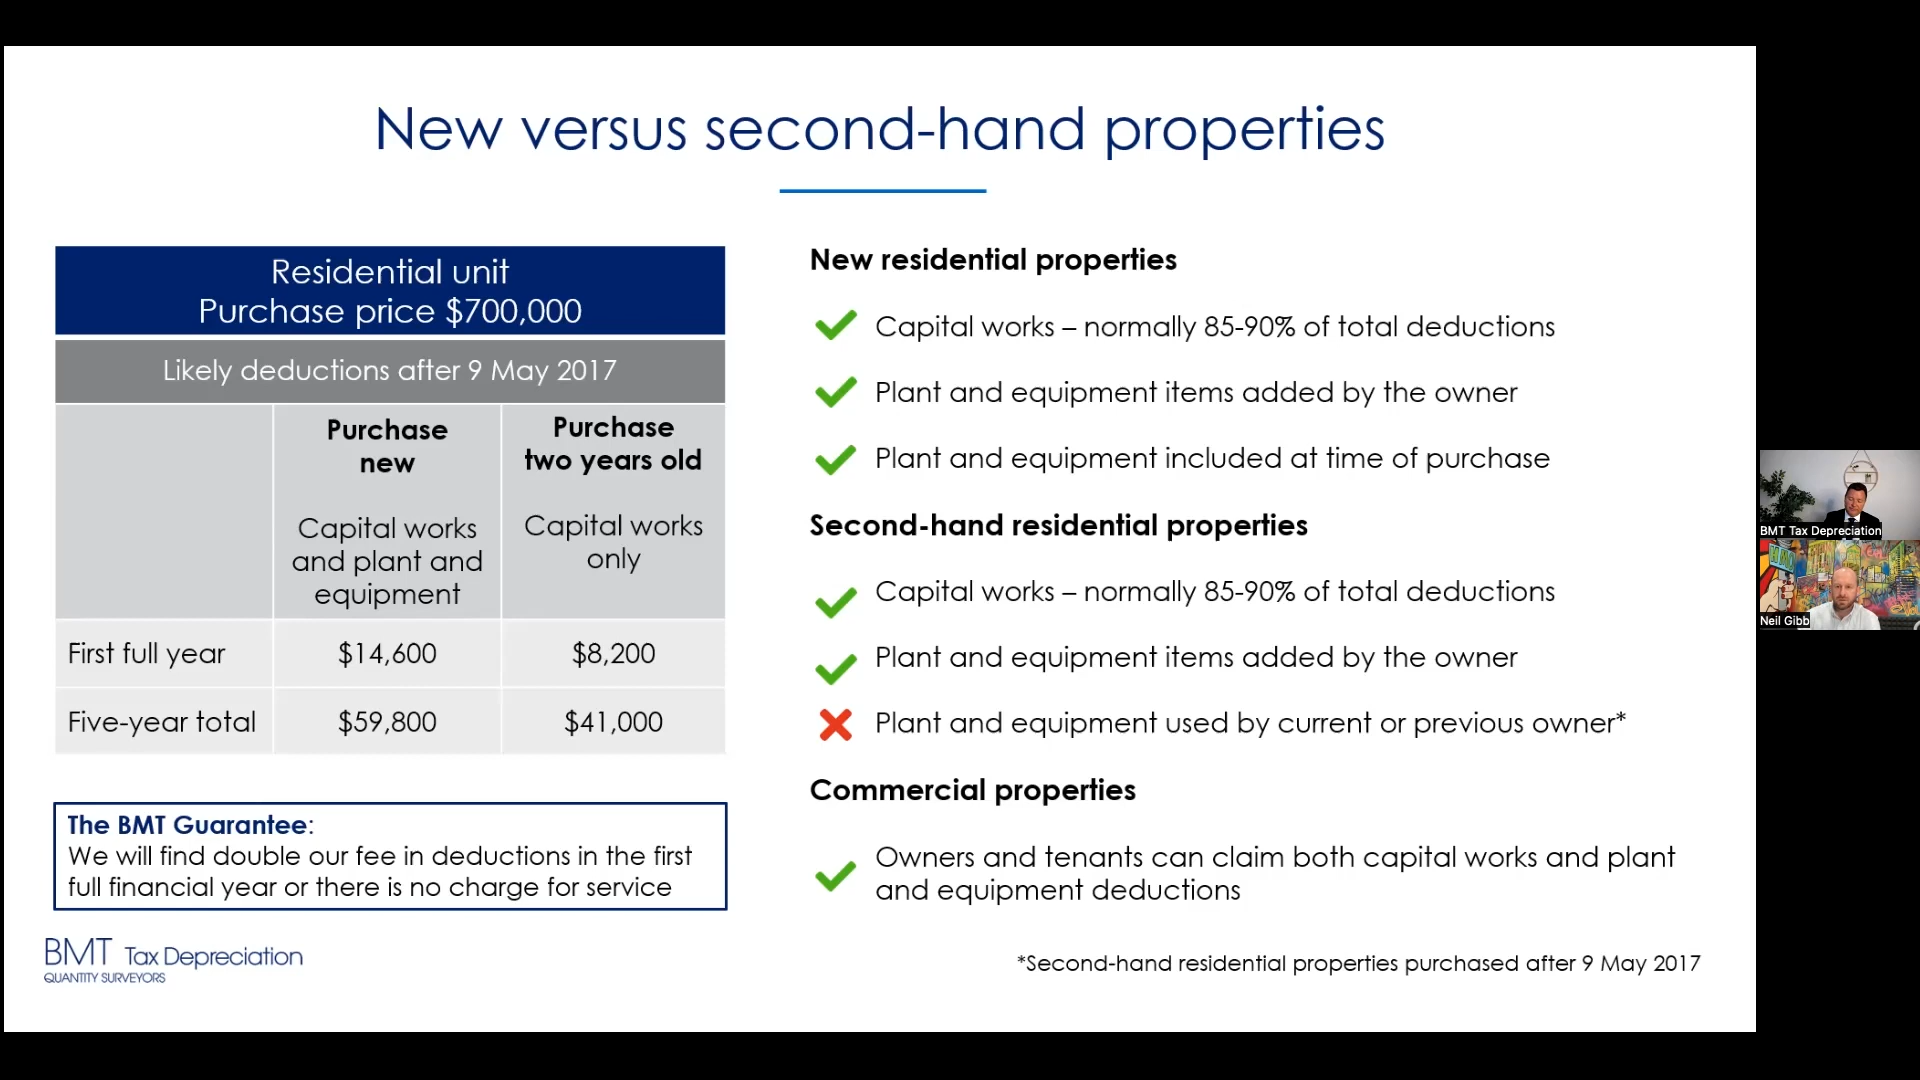 New versus second-hand properties
Residential unit
Purchase price $700,000
Likely deductions after 9 May 2017
Purchase
new
Capital works
and plant and
equipment
Purchase
two years old
Capital works
only
First full year
$14,600
$8,200
Five-year total
$59,800
$41,000
The BMT Guarantee:
We will find double our fee in deductions in the first
full financial year or there is no charge for service
BMT Tax Depreciation
QUANTITY SURVEYORS
New residential properties
Capital works – normally 85-90% of total deductions
Plant and equipment items added by the owner
Plant and equipment included at time of purchase
Second-hand residential properties
Capital works – normally 85-90% of total deductions
Plant and equipment items added by the owner
Plant and equipment used by current or previous owner*
Commercial properties
Owners and tenants can claim both capital works and plant
and equipment deductions
*Second-hand residential properties purchased after 9 May 2017
BMT Tax Depreciation
Neil Gibb